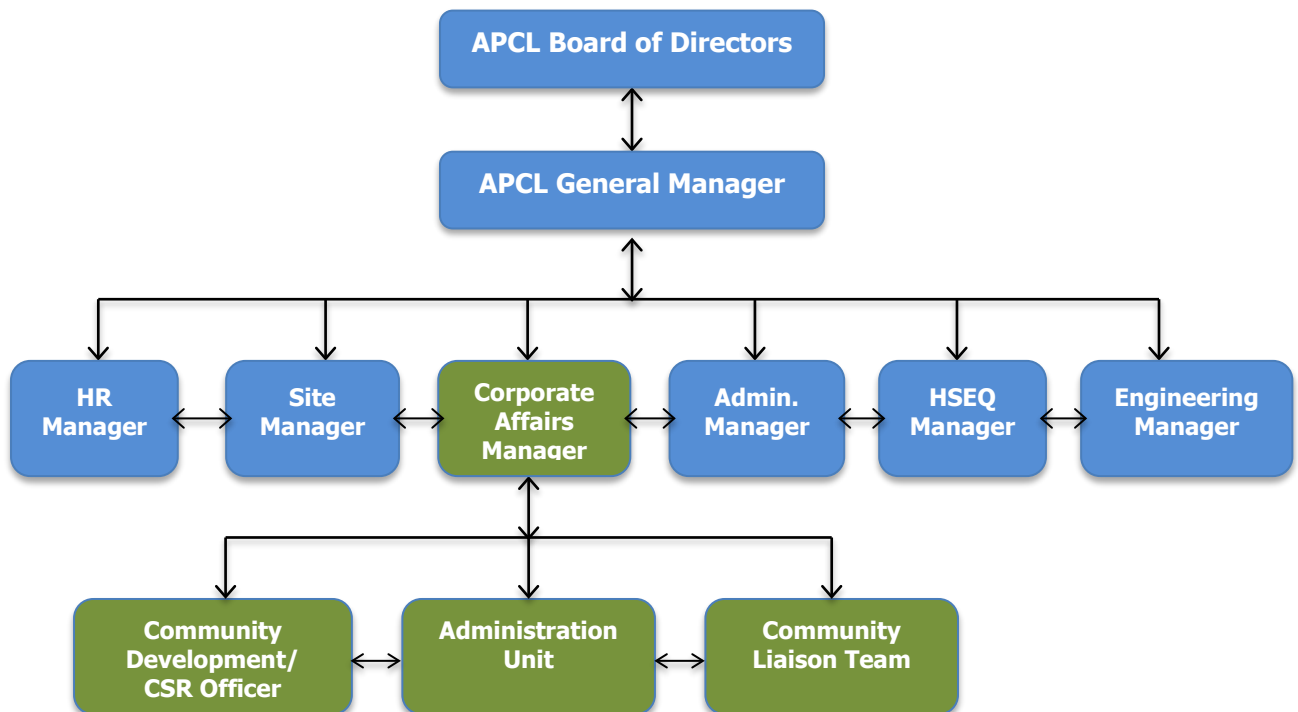 APCL Board of Directors
APCL General Manager
HR
Manager
Site
Manager
Corporate
Affairs
Manager
Admin.
Manager
HSEQ
Manager
Engineering
Manager
Community
Development/
CSR Officer
Administration
Unit
Community
Liaison Team